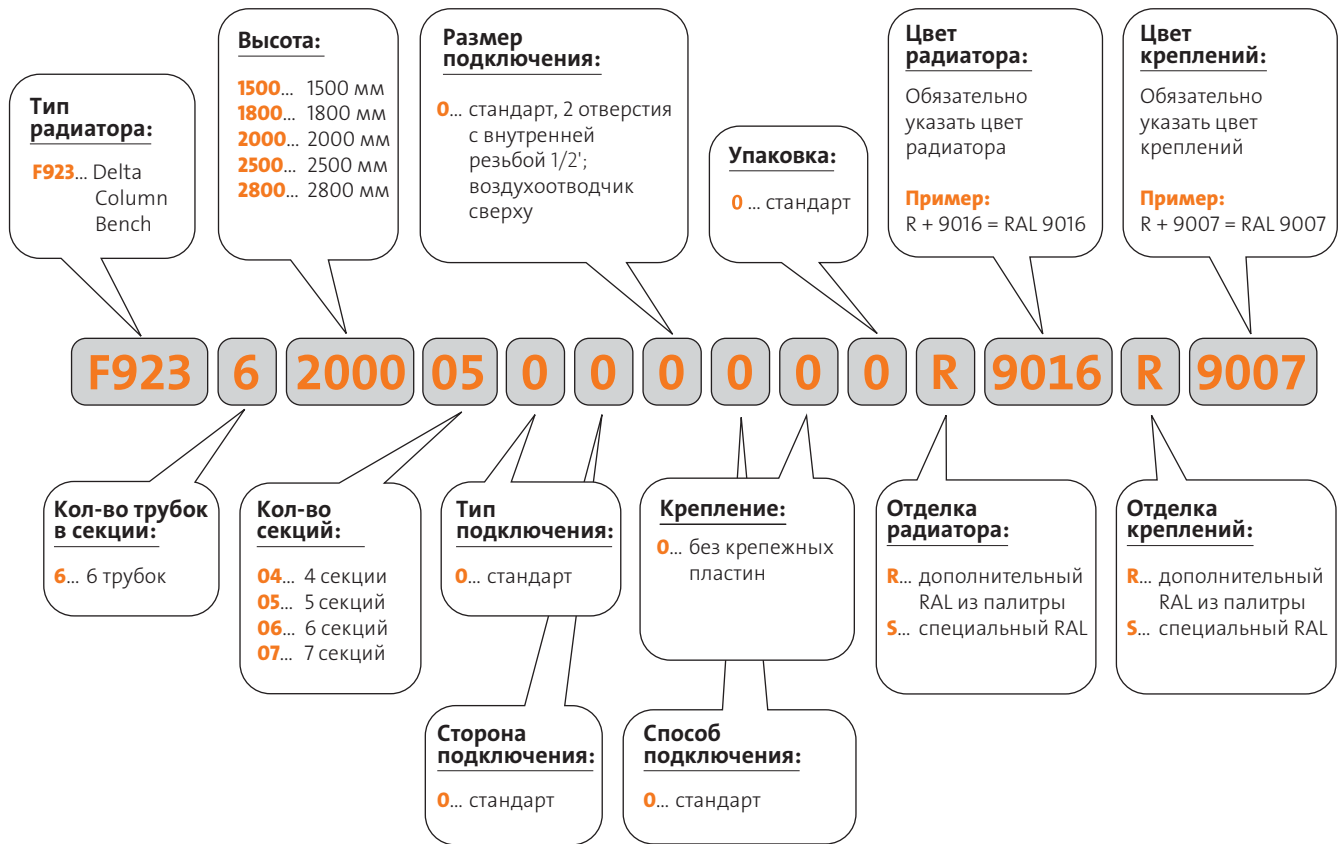 Тип
радиатора:
F923... Delta
Column
Bench
Высота:
1500... 1500 мм
1800... 1800 мм
2000... 2000 мм
2500... 2500 мм
2800... 2800 мм
Размер
подключения:
0... стандарт, 2 отверстия
с внутренней
резьбой 1/2';
воздухоотводчик
сверху
Упаковка:
0 ... стандарт
Цвет
радиатора:
Обязательно
указать цвет
радиатора
Пример:
R + 9016 = RAL 9016
Цвет
креплений:
Обязательно
указать цвет
креплений
Пример:
R + 9007 = RAL 9007
F923 6 2000 05 0 0 0 0 0 0 R 9016 R 9007
Кол-во трубок
в секции:
6... 6 трубок
Кол-во
секций:
04... 4 секции
05... 5 секций
06... 6 секций
07... 7 секций
Тип
подключения:
0... стандарт
Крепление:
0... без крепежных
пластин
Отделка
радиатора:
R... дополнительный
RAL из палитры
S... специальный RAL
Отделка
креплений:
R... дополнительный
RAL из палитры
S... специальный RAL
Сторона
подключения:
0... стандарт
Способ
подключения:
0... стандарт